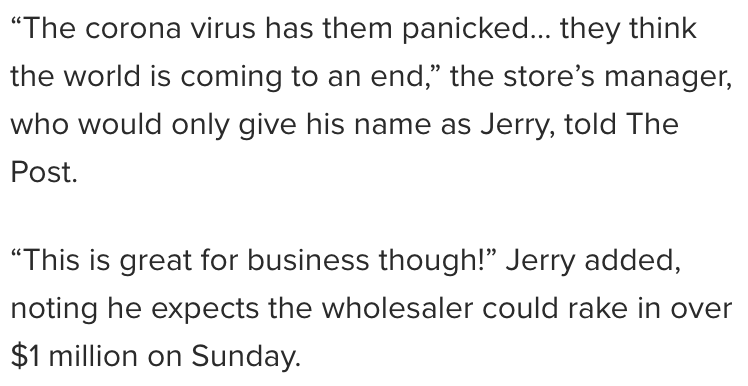 “The corona virus has them panicked... they think
the world is coming to an end,” the store’s manager,
who would only give his name as Jerry, told The
Post.
“This is great for business though!” Jerry added,
noting he expects the wholesaler could rake in over
$1 million on Sunday.